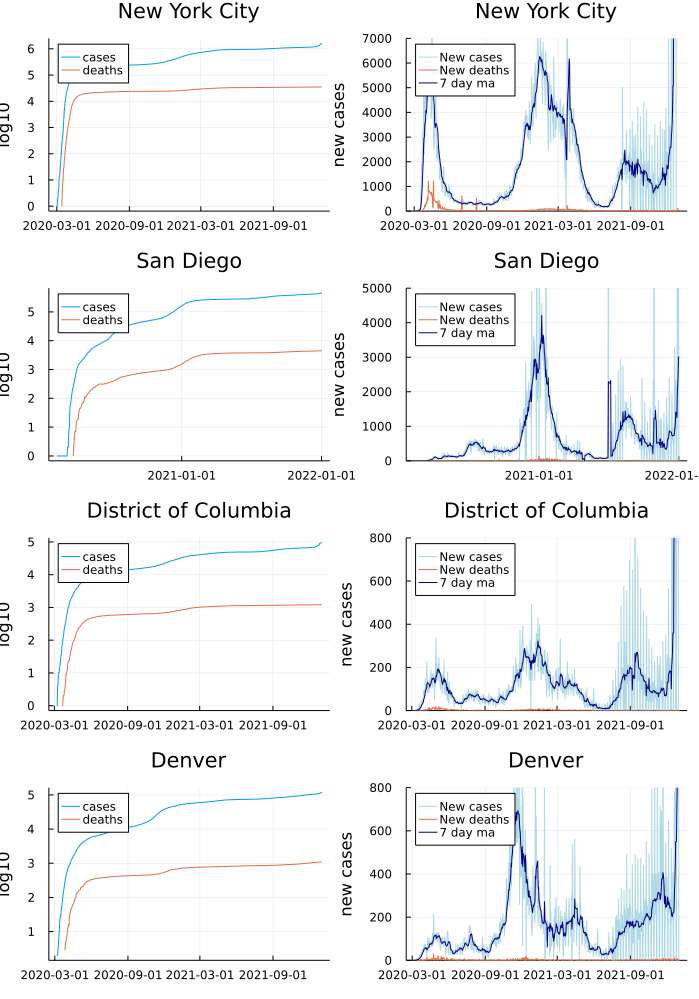 New York City
New York City
log10
6
5
4
3
2
1
0
cases
deaths
2020-03-01 2020-09-01 2021-03-01 2021-09-01
new cases
7000
6000
5000
4000
3000
2000
1000
0
New cases
New deaths
7 day ma
2020-03-01 2020-09-01 2021-03-01 2021-09-01
San Diego
San Diego
log10
5
4
3
2
1
0
cases
deaths
2021-01-01 2022-01-01
new cases
5000
4000
3000
2000
1000
0
New cases
New deaths
7 day ma
2021-01-01 2022-01-
District of Columbia
District of Columbia
log10
5
4
3
2
1
0
cases
deaths
2020-03-01 2020-09-01 2021-03-01 2021-09-01
new cases
800
600
400
200
0
New cases
New deaths
7 day ma
2020-03-01 2020-09-01 2021-03-01 2021-09-01
Denver
Denver
log10
5
4
3
2
1
cases
deaths
2020-03-01 2020-09-01 2021-03-01 2021-09-01
new cases
800
600
400
200
0
New cases
New deaths
7 day ma
2020-03-01 2020-09-01 2021-03-01 2021-09-01